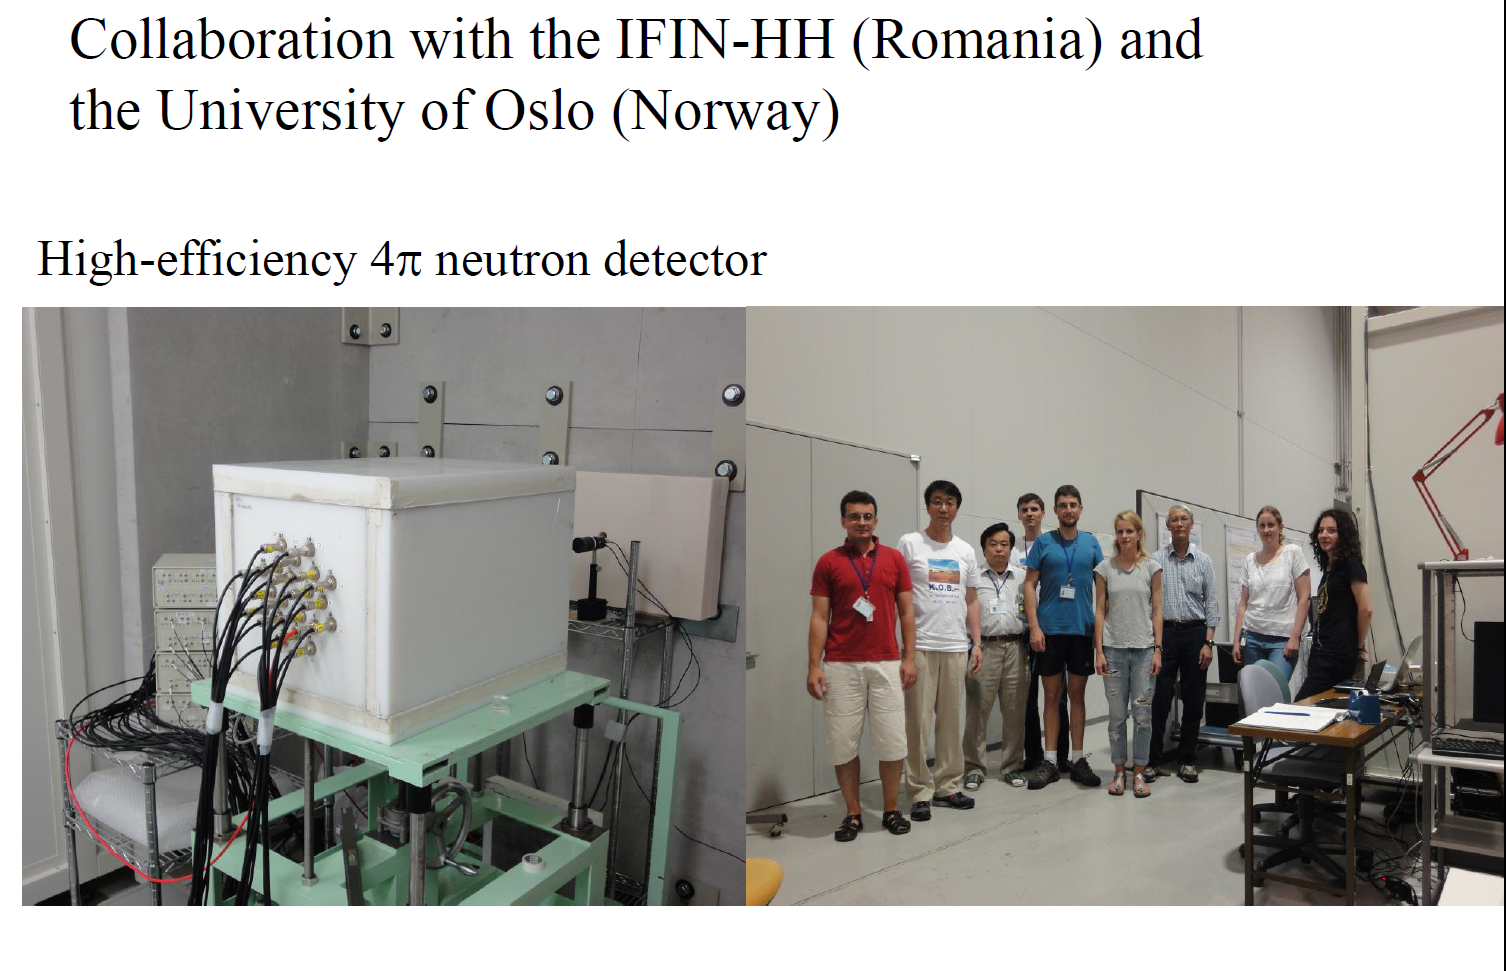 Collaboration with the IFIN-HH (Romania) and
the University of Oslo (Norway)
High-efficiency 4π neutron detector